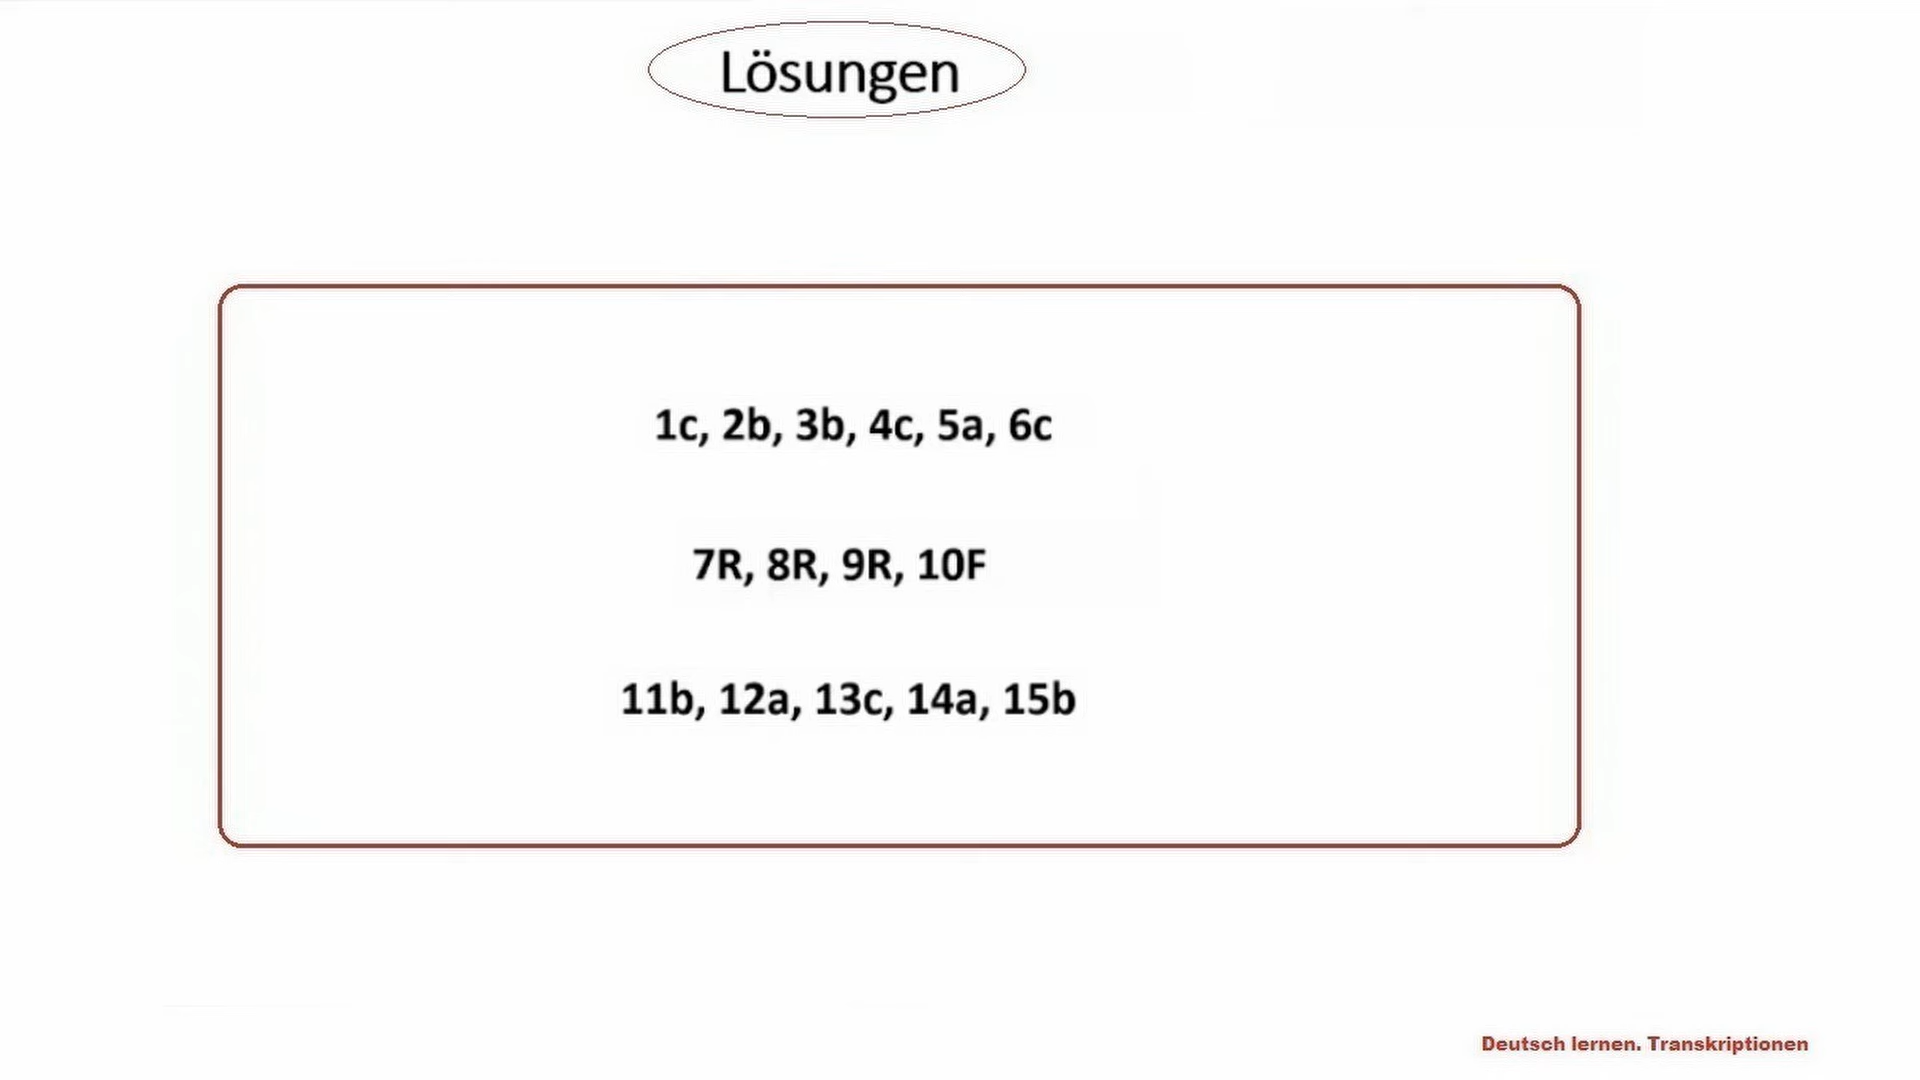 Lösungen
1c, 2b, 3b, 4c, 5a, 6c
7R, 8R, 9R, 10F
11b, 12a, 13c, 14a, 15b
Deutsch lernen. Transkriptionen